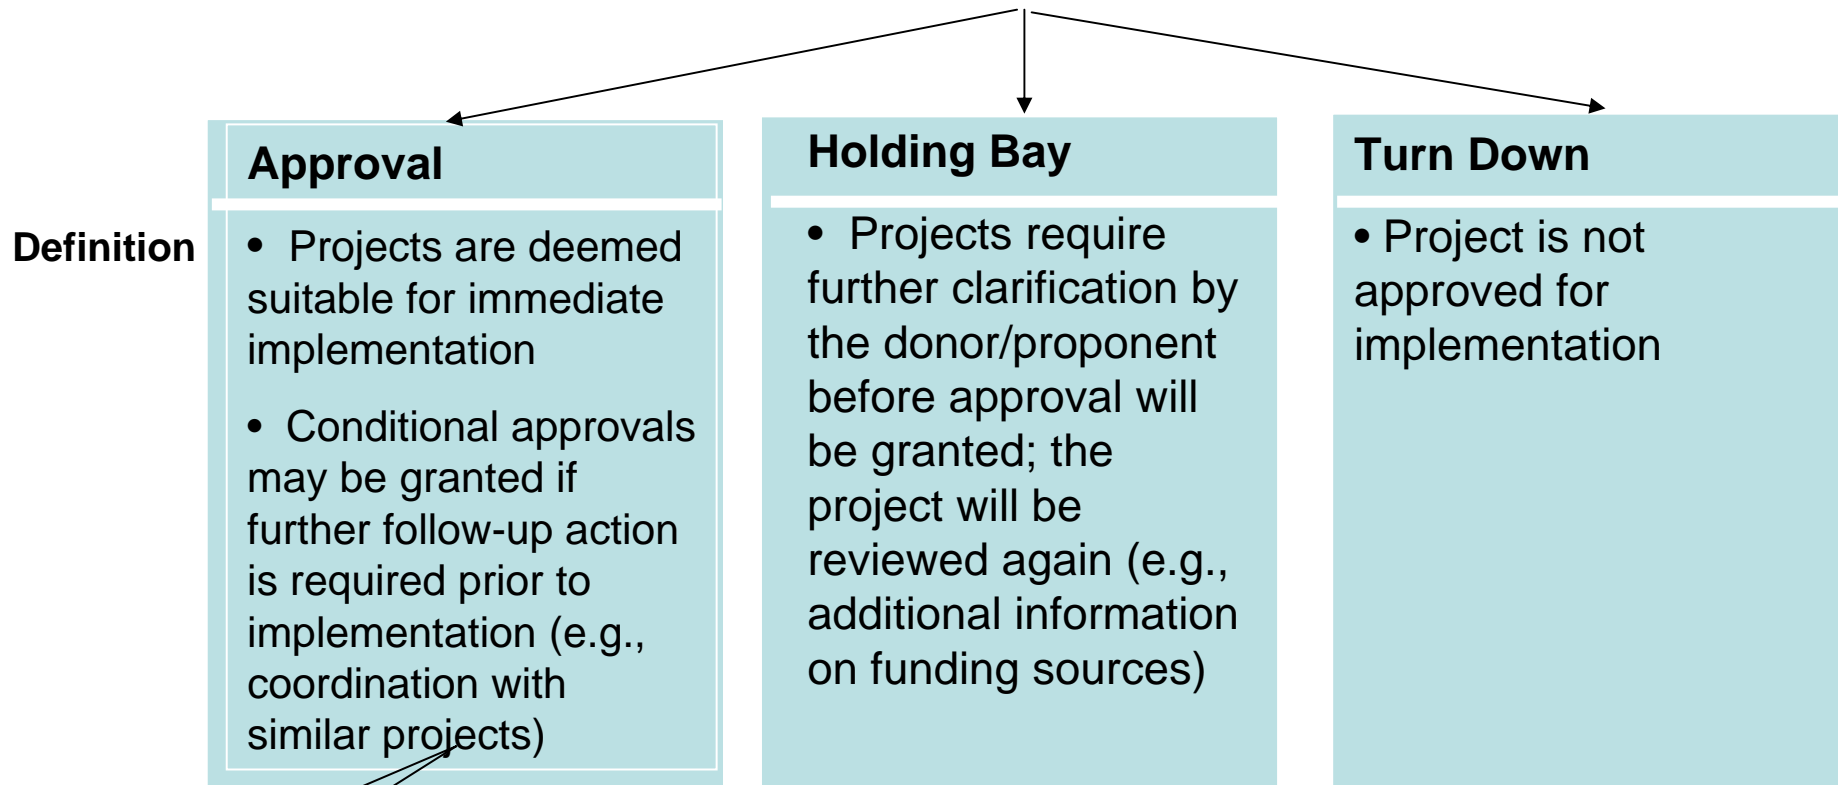 Definition
Approval
• Projects are deemed
suitable for immediate
implementation
• Conditional approvals
may be granted if
further follow-up action
is required prior to
implementation (e.g.,
coordination with
similar projects)
Holding Bay
• Projects require
further clarification by
the donor/proponent
before approval will
be granted; the
project will be
reviewed again (e.g.,
additional information
on funding sources)
Turn Down
• Project is not
approved for
implementation